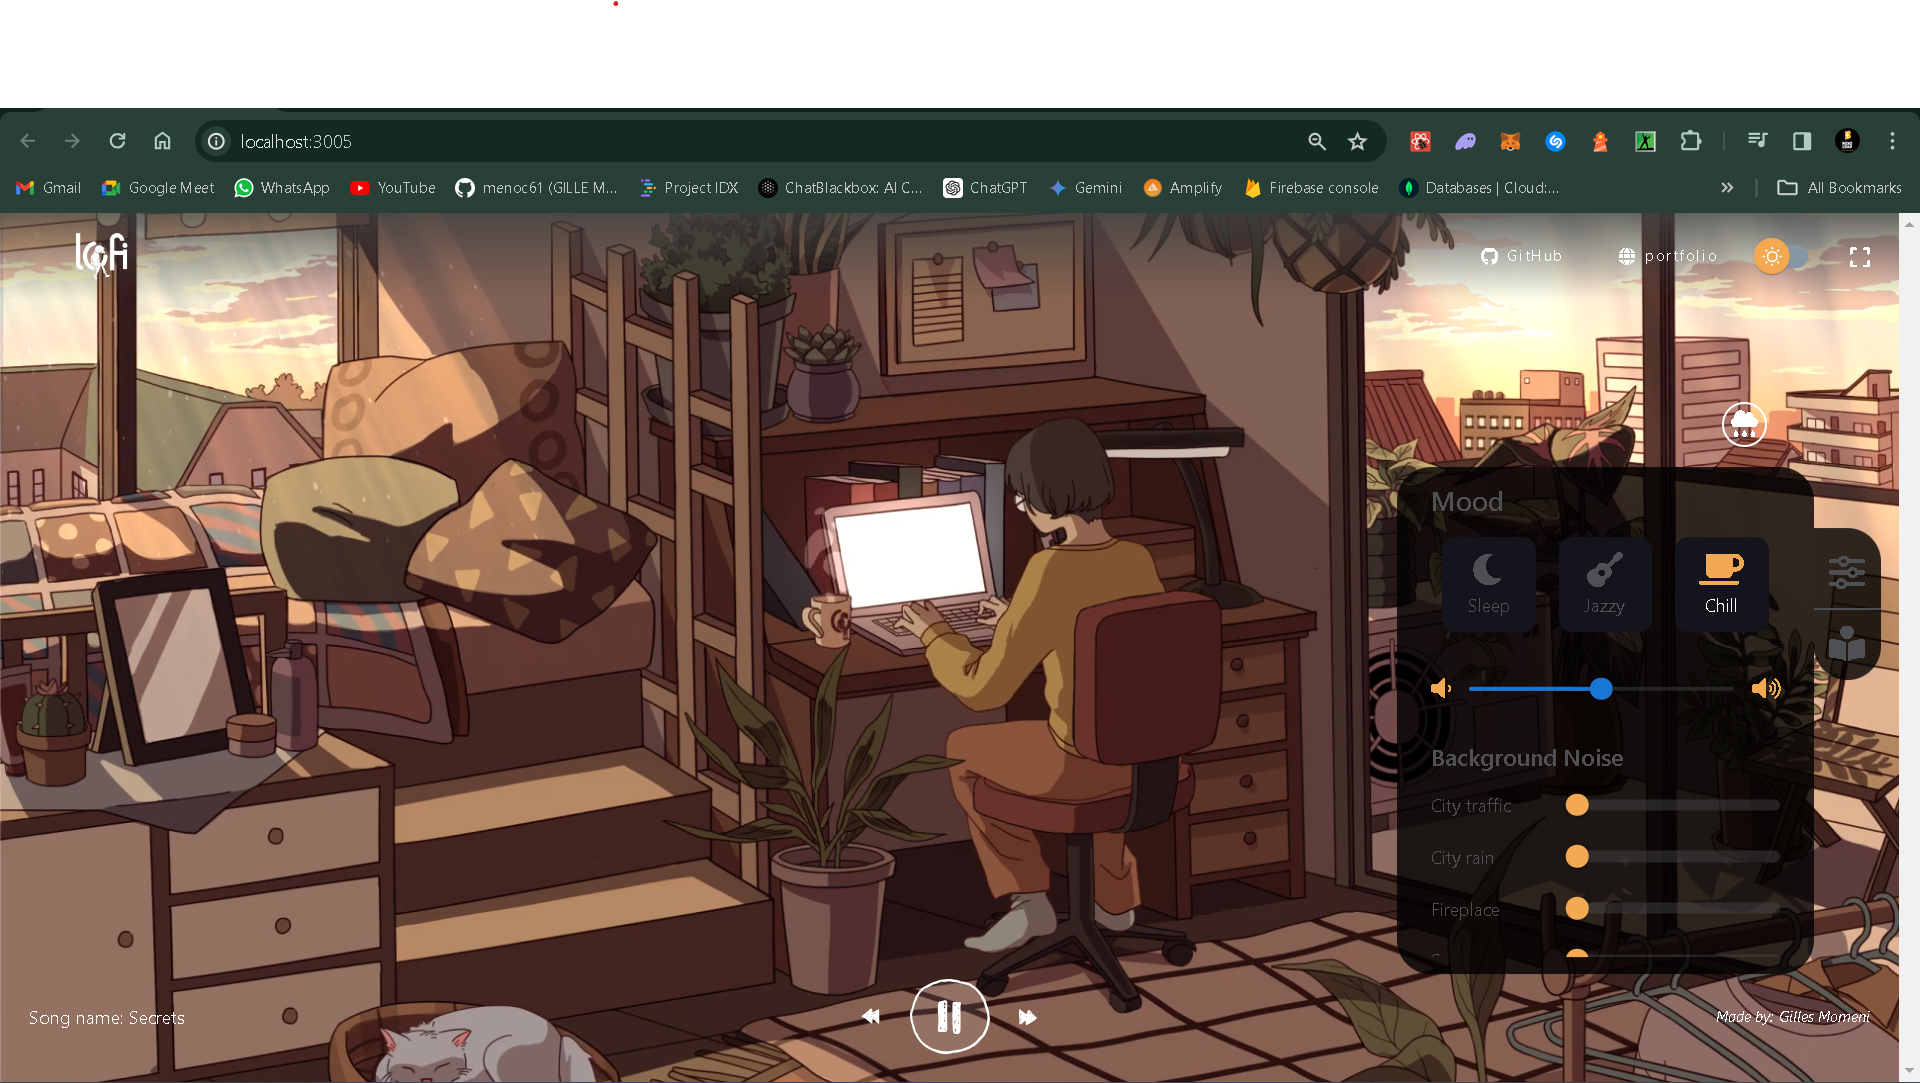 localhost:3005
Gmail Google Meet WhatsApp YouTube menoc61 (GILLE M... Project IDX ChatBlackbox: AI C... ChatGPT Gemini Amplify Firebase console Databases | Cloud:... All Bookmarks
lofi
GitHub portfolio
Mood
Sleep Jazzy Chill
Background Noise
City traffic
City rain
Fireplace
Song name: Secrets
Made by: Gilles Momeni